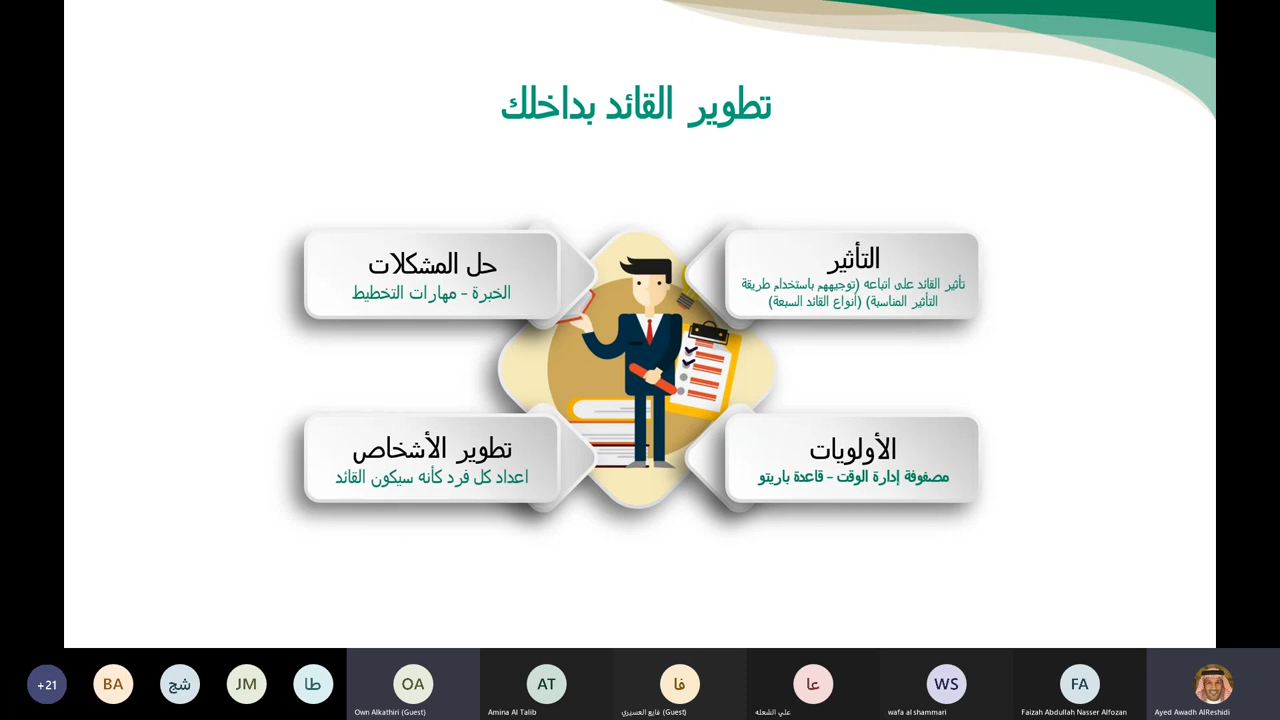 تطوير القائد بداخلك
التأثير
تأثير القائد على اتباعه (توجيههم باستخدام طريقة
التأثير المناسبة) (أنواع القائد السبعة)
حل المشكلات
الخبرة - مهارات التخطيط
الأولويات
مصفوفة إدارة الوقت - قاعدة باريتو
تطوير الأشخاص
اعداد كل فرد كأنه سيكون القائد
+21
BA
شج
JM
طا
OA
Own Alkathiri (Guest)
AT
Amina Al Talib
فا
فايع العسيري (Guest)
عا
علي الشعله
WS
wafa al shammari
FA
Faizah Abdullah Nasser Alfozan
Ayed Awadh AlReshidi